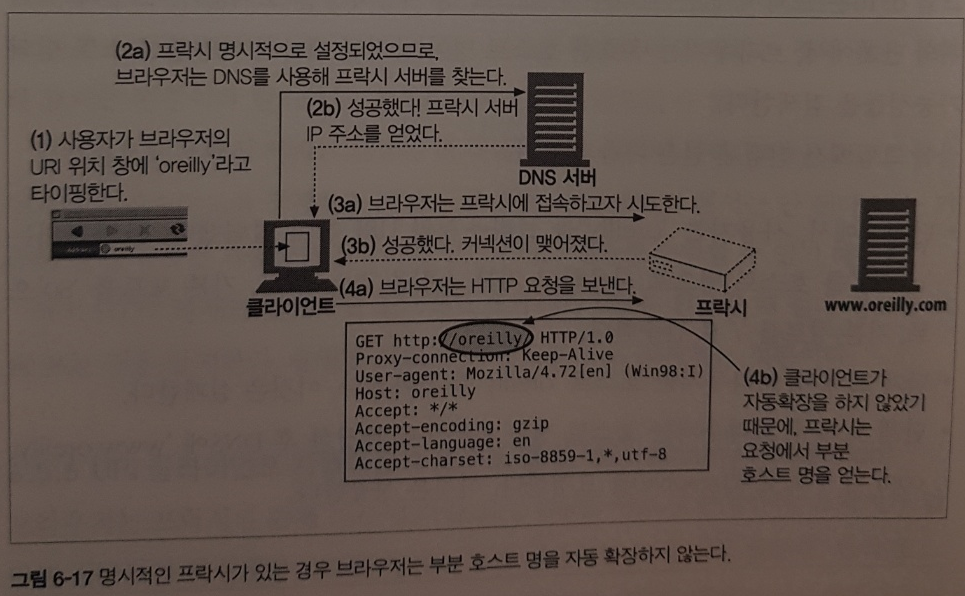 (2a) 프락시 명시적으로 설정되었으므로,
브라우저는 DNS를 사용해 프락시 서버를 찾는다.
(2b) 성공했다! 프락시 서버
IP 주소를 얻었다.
(1) 사용자가 브라우저의
URI 위치 창에 ‘oreilly’라고
타이핑한다.
DNS 서버
(3a) 브라우저는 프락시에 접속하고자 시도한다.
oreilly
(3b) 성공했다. 커넥션이 맺어졌다.
(4a) 브라우저는 HTTP 요청을 보낸다.
클라이언트
프락시
www.oreilly.com
GET http://oreilly/ HTTP/1.0
Proxy-connection: Keep-Alive
User-agent: Mozilla/4.72[en] (Win98:I)
Host: oreilly
Accept: */*
Accept-encoding: gzip
Accept-language: en
Accept-charset: iso-8859-1,*,utf-8
(4b) 클라이언트가
자동확장을 하지 않았기
때문에, 프락시는
요청에서 부분
호스트 명을 얻는다.
그림 6-17 명시적인 프락시가 있는 경우 브라우저는 부분 호스트 명을 자동 확장하지 않는다.